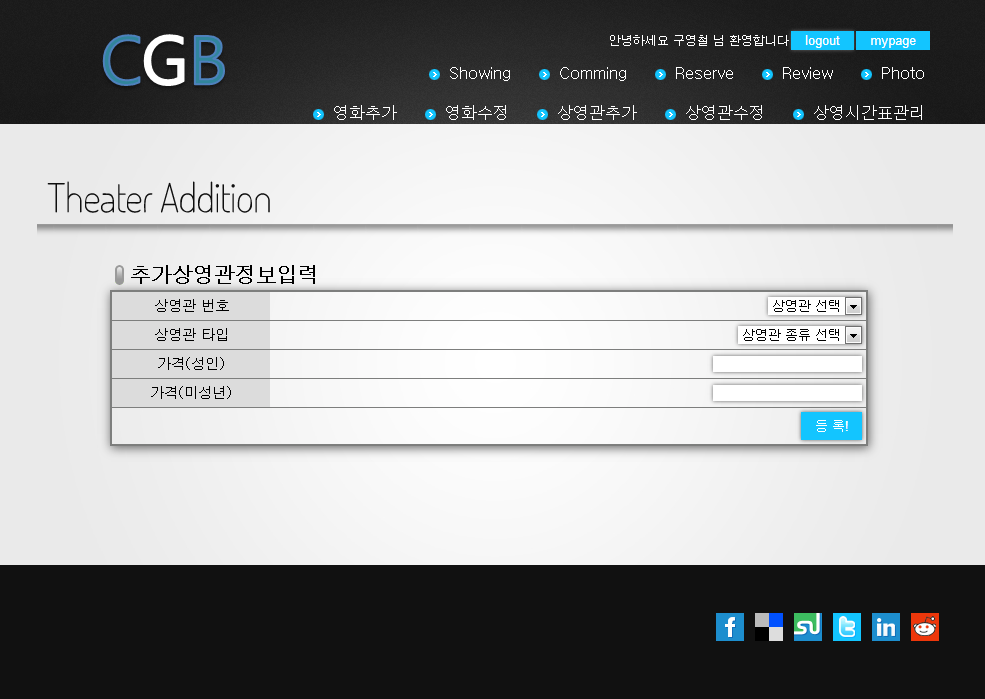 CGB
안녕하세요 구영철 님 환영합니다 logout mypage
Showing Comming Reserve Review Photo
영화추가 영화수정 상영관추가 상영관수정 상영시간표관리
Theater Addition
추가상영관정보입력
상영관 번호 상영관 선택
상영관 타입 상영관 종류 선택
가격(성인)
가격(미성년)
등 록!